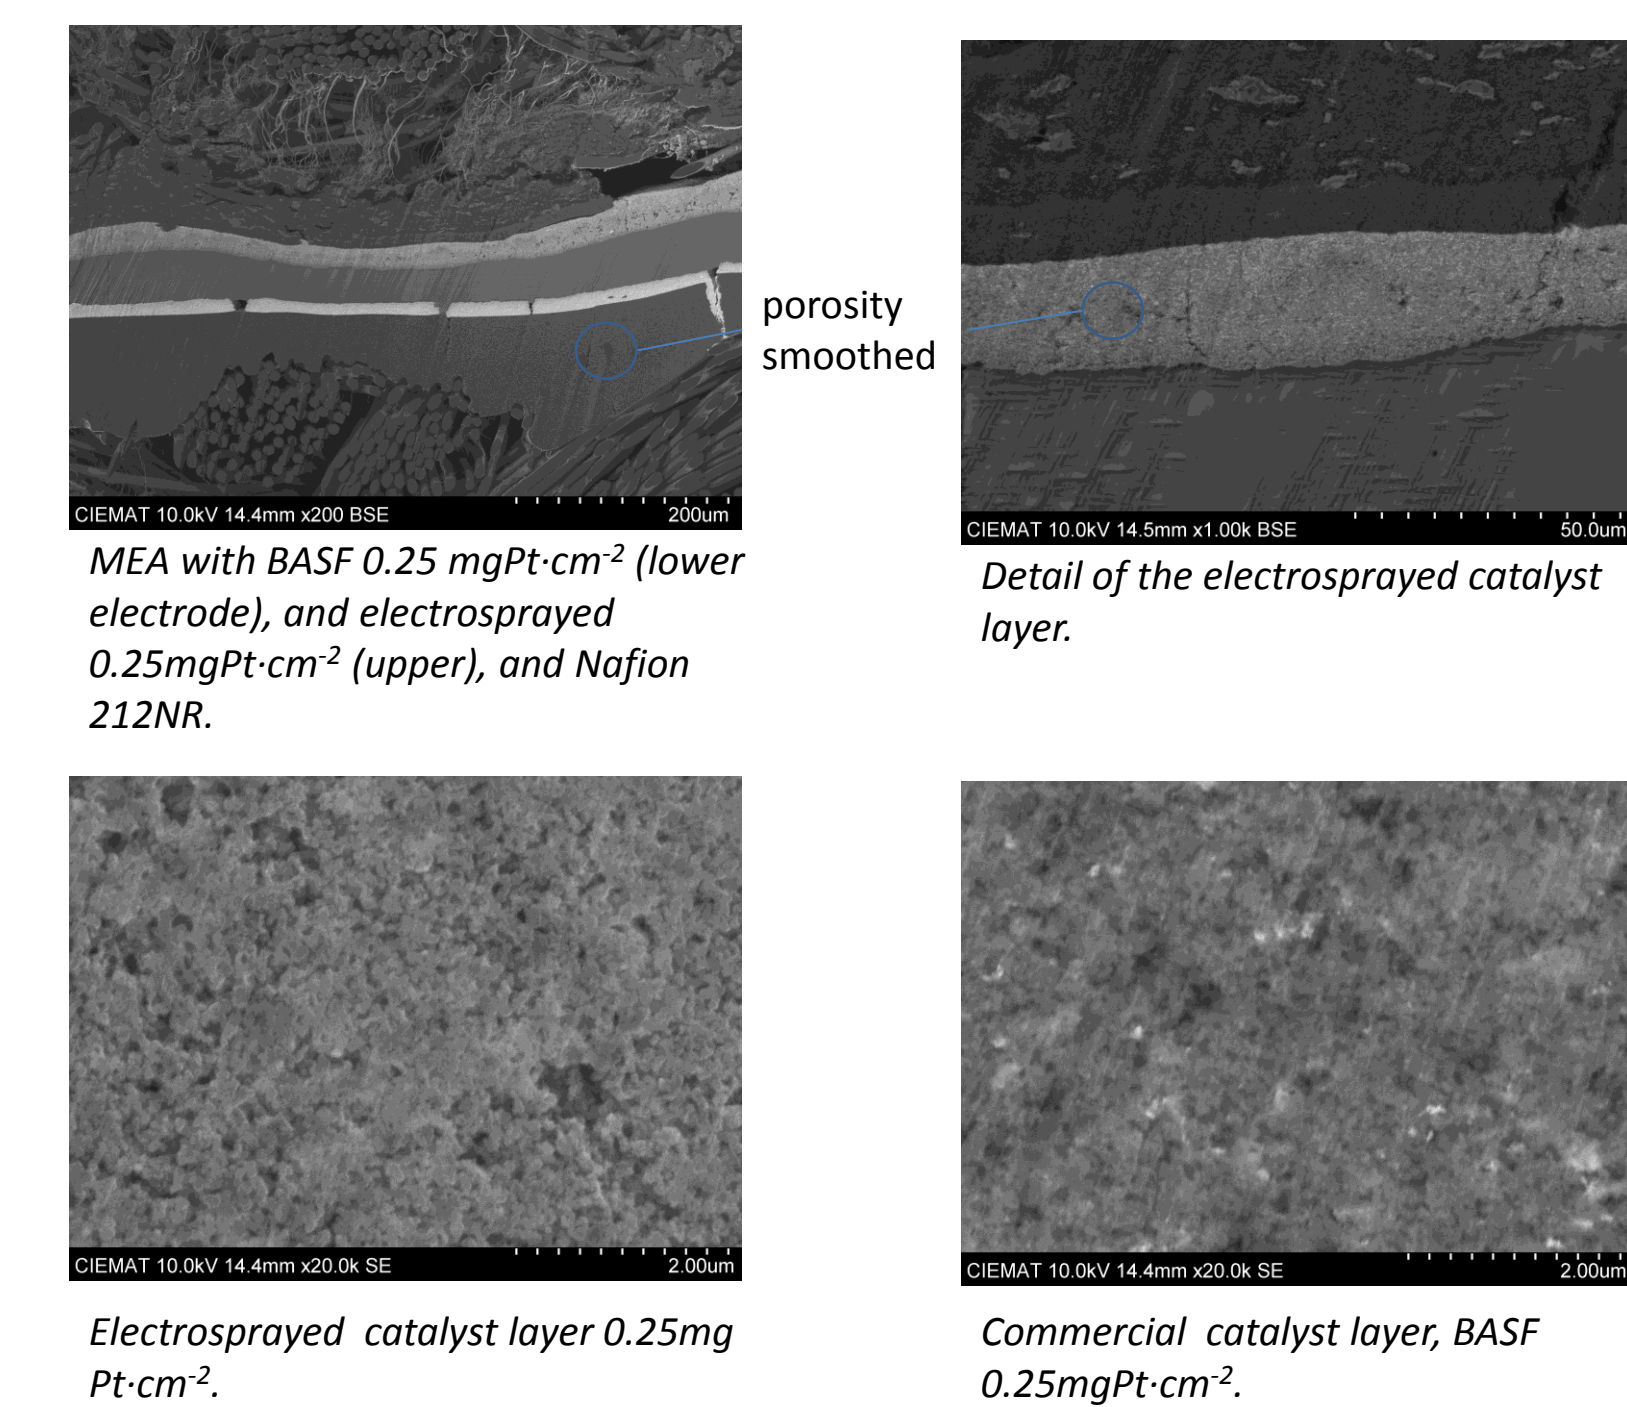 porosity
smoothed
CIEMAT 10.0kV 14.4mm x200 BSE 200um
CIEMAT 10.0kV 14.5mm x1.00k BSE 50.0um
MEA with BASF 0.25 mgPt·cm⁻² (lower
electrode), and electrosprayed
0.25mgPt·cm⁻² (upper), and Nafion
212NR.
Detail of the electrosprayed catalyst
layer.
CIEMAT 10.0kV 14.4mm x20.0k SE 2.00um
CIEMAT 10.0kV 14.4mm x20.0k SE 2.00um
Electrosprayed catalyst layer 0.25mg
Pt·cm⁻².
Commercial catalyst layer, BASF
0.25mgPt·cm⁻².